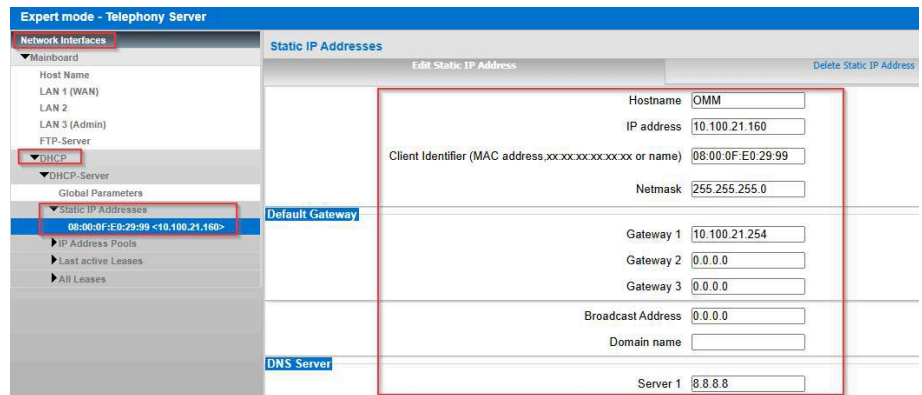 Expert mode - Telephony Server
Network Interfaces
Mainboard
Host Name
LAN 1 (WAN)
LAN 2
LAN 3 (Admin)
FTP-Server
DHCP
DHCP-Server
Global Parameters
Static IP Addresses
08:00:0F:E0:29:99 <10.100.21.160>
IP Address Pools
Last active Leases
All Leases
Static IP Addresses
Edit Static IP Address
Delete Static IP Address
Hostname OMM
IP address 10.100.21.160
Client Identifier (MAC address,xx:xx:xx:xx:xx:xx or name) 08:00:0F:E0:29:99
Netmask 255.255.255.0
Default Gateway
Gateway 1 10.100.21.254
Gateway 2 0.0.0.0
Gateway 3 0.0.0.0
Broadcast Address 0.0.0.0
Domain name
DNS Server
Server 1 8.8.8.8